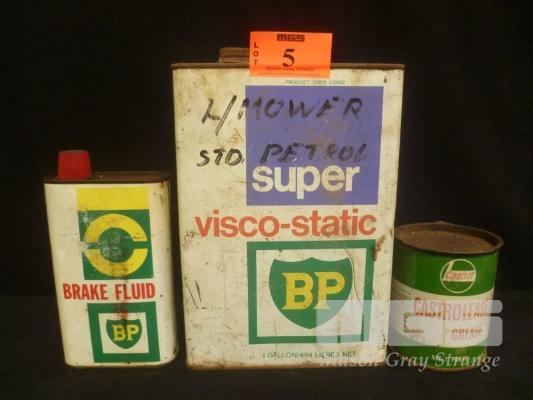 MGS
LOT
5
Mason Gray Strange
PRODUCT CODE
L/MOWER
STD. PETROL
super
visco-static
BP
1 GALLON/4·54 LITRES NET
BRAKE FLUID
BP
Castrol
CASTROLEASE
GREASE
MGS
Mason Gray Strange